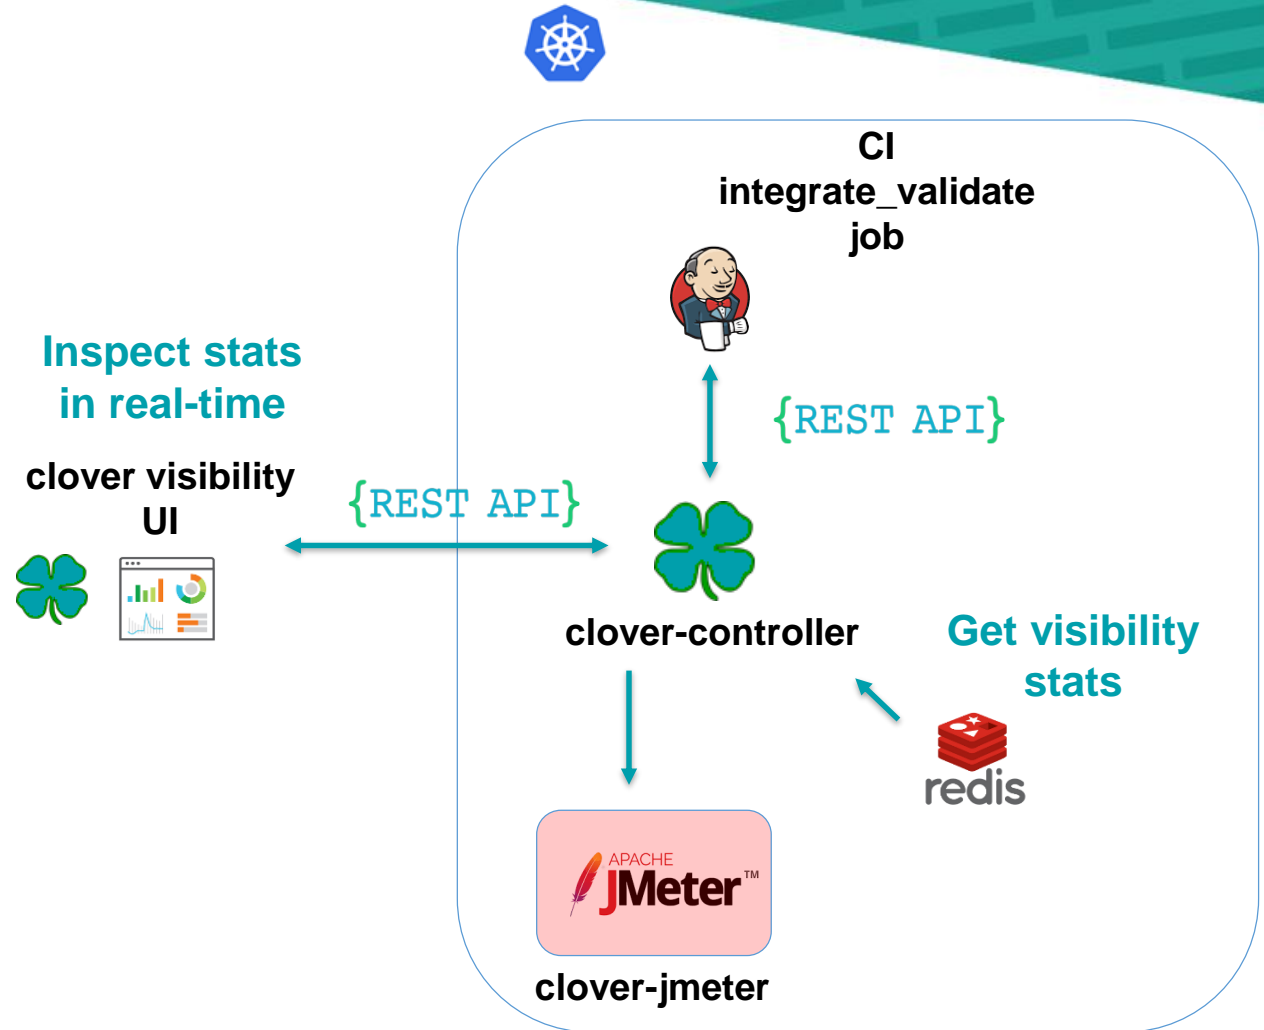 CI
integrate_validate
job
Inspect stats
in real-time
{REST API}
clover visibility
UI
{REST API}
clover-controller
Get visibility
stats
redis
APACHE
JMeter™
clover-jmeter